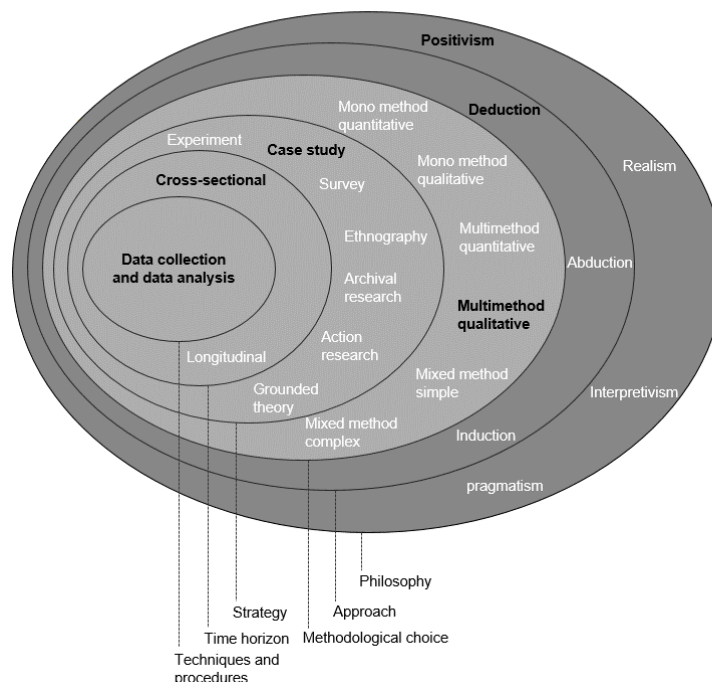 Positivism
Deduction
Mono method
quantitative
Experiment
Case study
Mono method
qualitative
Realism
Cross-sectional
Survey
Ethnography
Multimethod
quantitative
Data collection
and data analysis
Abduction
Archival
research
Multimethod
qualitative
Action
research
Longitudinal
Mixed method
simple
Grounded
theory
Interpretivism
Mixed method
complex
Induction
pragmatism
Philosophy
Strategy
Approach
Time horizon
Methodological choice
Techniques and
procedures